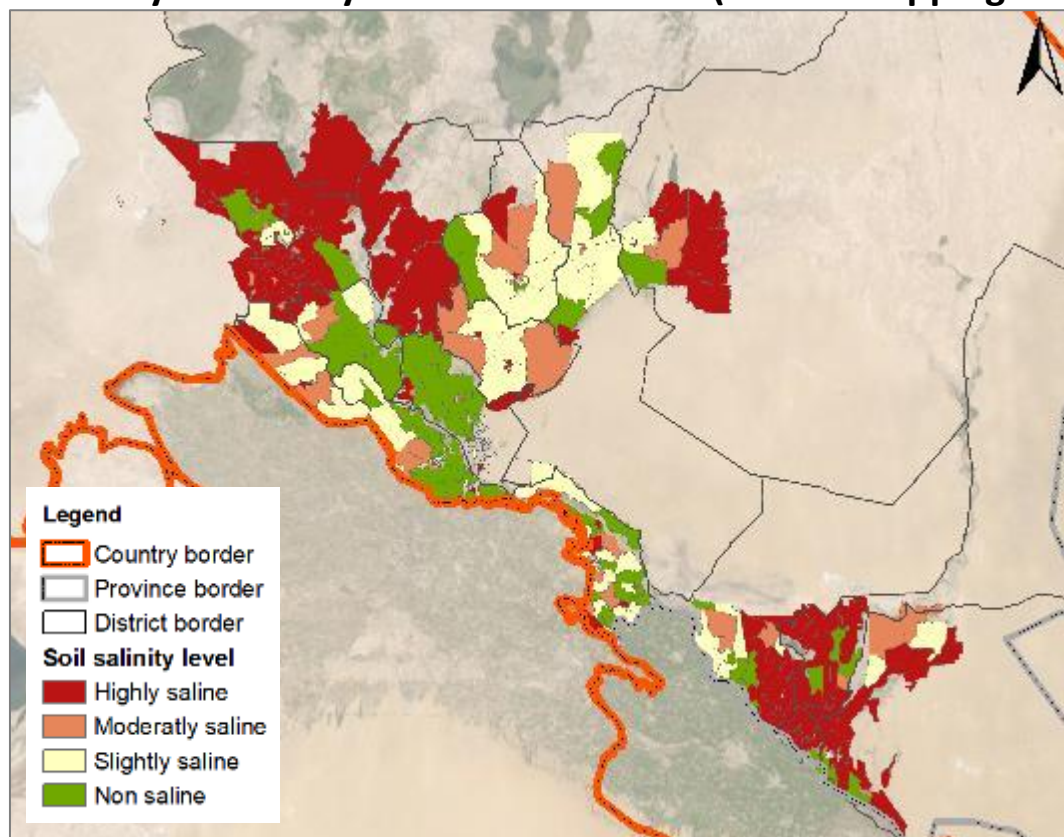 (
Legend
Country border
Province border
District border
Soil salinity level
Highly saline
Moderatly saline
Slightly saline
Non saline